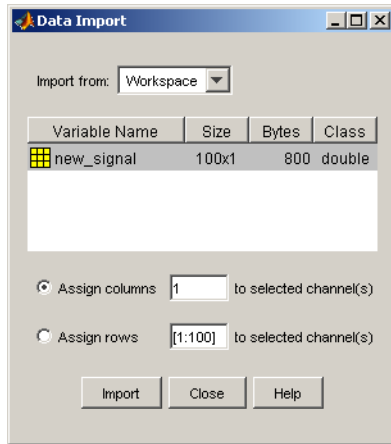 Data Import
Import from: Workspace
Variable Name Size Bytes Class
new_signal 100x1 800 double
Assign columns 1 to selected channel(s)
Assign rows [1:100] to selected channel(s)
Import Close Help